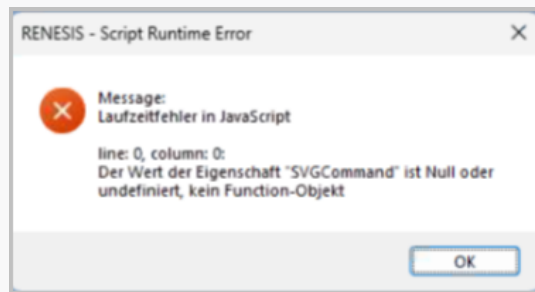 RENESIS - Script Runtime Error
Message:
Laufzeitfehler in JavaScript
line: 0, column: 0:
Der Wert der Eigenschaft "SVGCommand" ist Null oder
undefiniert, kein Function-Objekt
OK